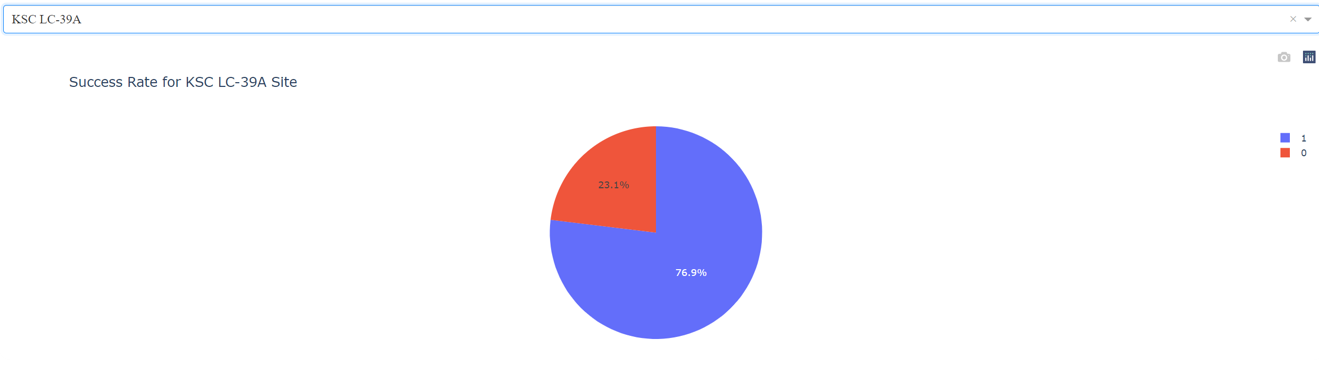 KSC LC-39A
Success Rate for KSC LC-39A Site
1
0
23.1%
76.9%